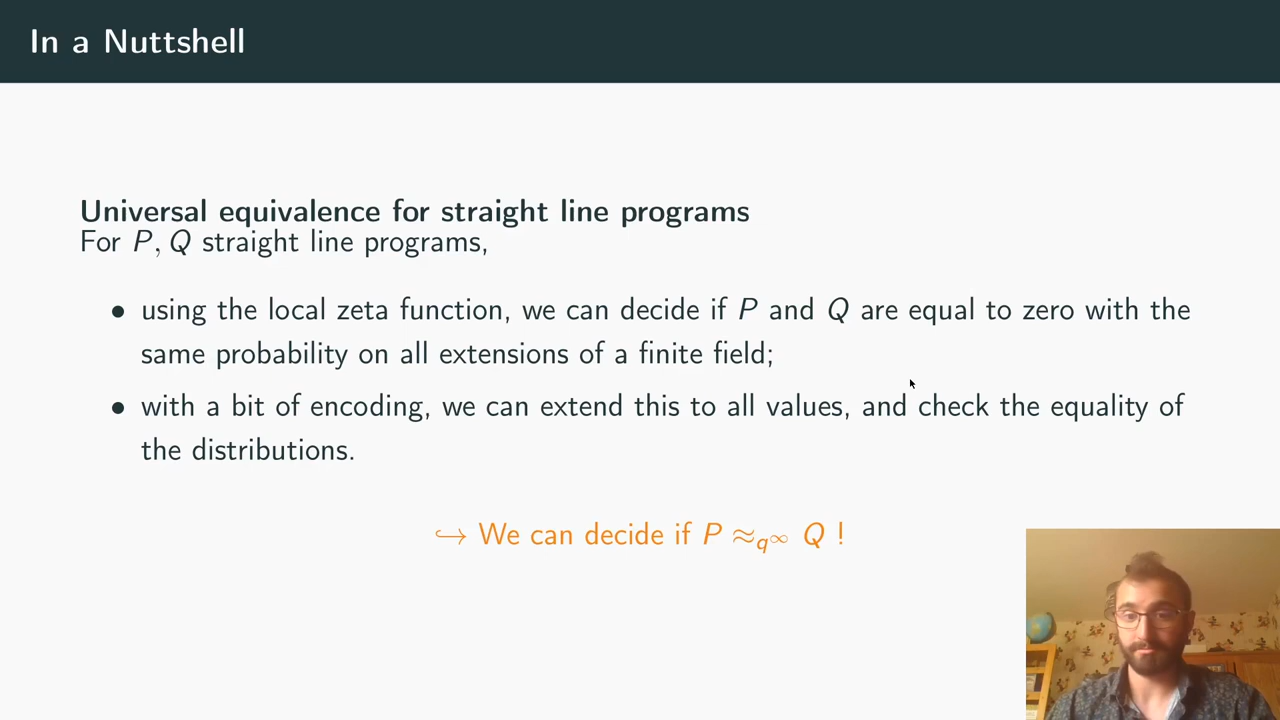 In a Nuttshell
Universal equivalence for straight line programs
For P, Q straight line programs,
• using the local zeta function, we can decide if P and Q are equal to zero with the
same probability on all extensions of a finite field;
• with a bit of encoding, we can extend this to all values, and check the equality of
the distributions.
↪ We can decide if P ≈_{q^∞} Q !